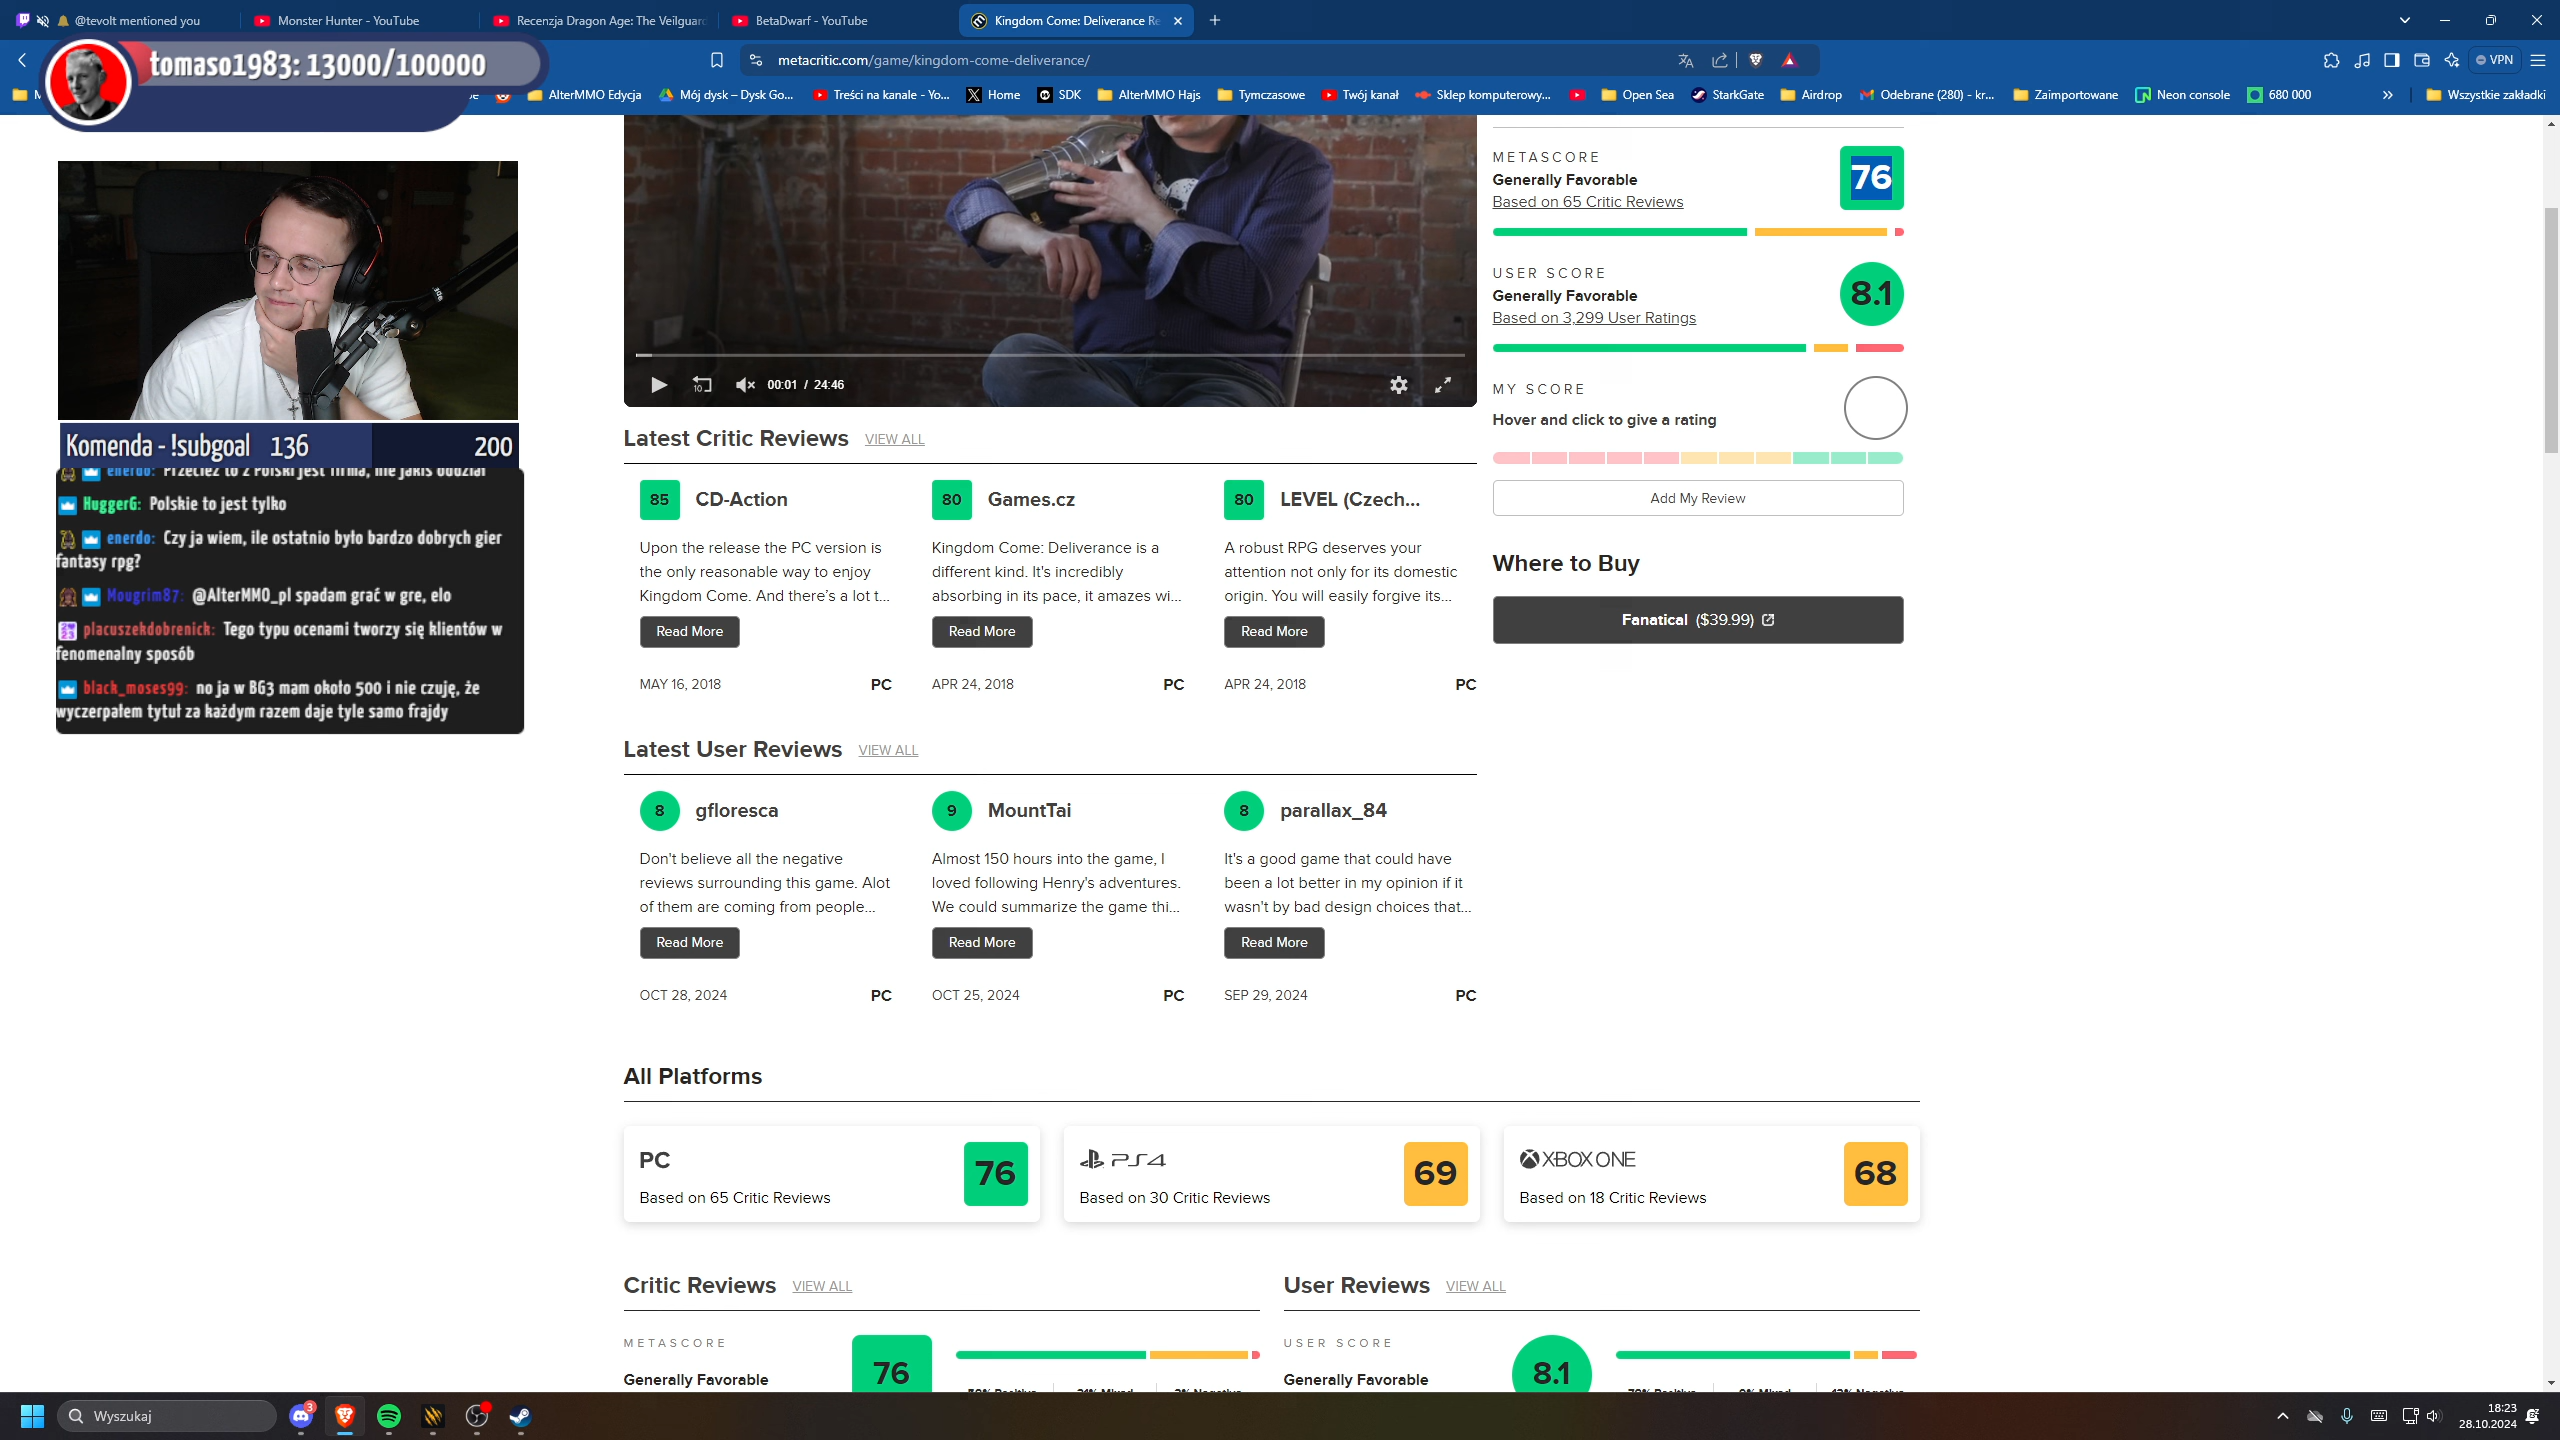 @tevolt mentioned you
Monster Hunter - YouTube
Recenzja Dragon Age: The Veilguard
BetaDwarf - YouTube
Kingdom Come: Deliverance Re
metacritic.com/game/kingdom-come-deliverance/
VPN
tomaso1983: 13000/100000
AlterMMO Edycja
Mój dysk – Dysk Go...
Treści na kanale - Yo...
Home
SDK
AlterMMO Hajs
Tymczasowe
Twój kanał
Sklep komputerowy...
Open Sea
StarkGate
Airdrop
Odebrane (280) - kr...
Zaimportowane
Neon console
680 000
Wszystkie zakładki
Komenda - !subgoal 136 200
enerdo: Przecież to z Polski jest firma, nie jakiś oddział
HuggerG: Polskie to jest tylko
enerdo: Czy ja wiem, ile ostatnio było bardzo dobrych gier
fantasy rpg?
Mougrim87: @AlterMMO_pl spadam grać w gre, elo
placuszekdobrenick: Tego typu ocenami tworzy się klientów w
fenomenalny sposób
black_moses99: no ja w BG3 mam około 500 i nie czuję, że
wyczerpałem tytuł za każdym razem daje tyle samo frajdy
00:01 / 24:46
METASCORE
Generally Favorable
Based on 65 Critic Reviews
76
USER SCORE
Generally Favorable
Based on 3,299 User Ratings
8.1
MY SCORE
Hover and click to give a rating
Add My Review
Where to Buy
Fanatical ($39.99)
Latest Critic Reviews VIEW ALL
85 CD-Action
Upon the release the PC version is
the only reasonable way to enjoy
Kingdom Come. And there's a lot t...
Read More
MAY 16, 2018 PC
80 Games.cz
Kingdom Come: Deliverance is a
different kind. It's incredibly
absorbing in its pace, it amazes wi...
Read More
APR 24, 2018 PC
80 LEVEL (Czech...
A robust RPG deserves your
attention not only for its domestic
origin. You will easily forgive its...
Read More
APR 24, 2018 PC
Latest User Reviews VIEW ALL
8 gfloresca
Don't believe all the negative
reviews surrounding this game. Alot
of them are coming from people...
Read More
OCT 28, 2024 PC
9 MountTai
Almost 150 hours into the game, I
loved following Henry's adventures.
We could summarize the game thi...
Read More
OCT 25, 2024 PC
8 parallax_84
It's a good game that could have
been a lot better in my opinion if it
wasn't by bad design choices that...
Read More
SEP 29, 2024 PC
All Platforms
PC
Based on 65 Critic Reviews
76
PS4
Based on 30 Critic Reviews
69
XBOX ONE
Based on 18 Critic Reviews
68
Critic Reviews VIEW ALL
METASCORE
Generally Favorable
76
User Reviews VIEW ALL
USER SCORE
Generally Favorable
8.1
Wyszukaj
3
18:23
28.10.2024